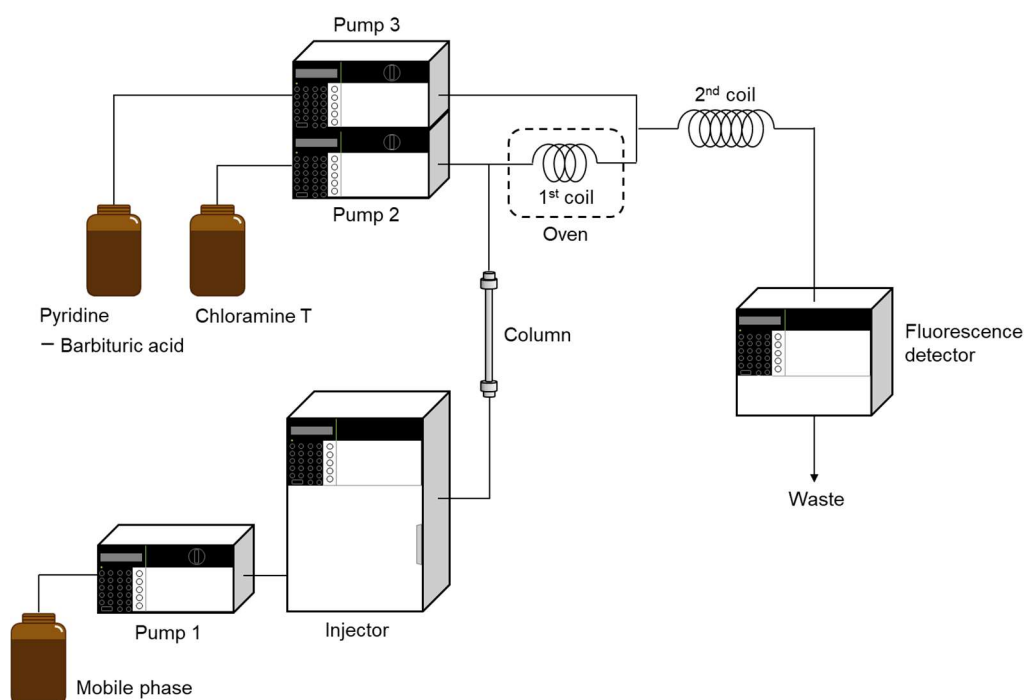 Pump 3
2nd coil
1st coil
Pump 2
Oven
Pyridine
− Barbituric acid
Chloramine T
Column
Fluorescence
detector
Waste
Pump 1
Injector
Mobile phase